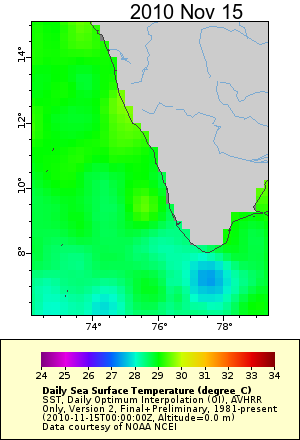 2010 Nov 15
14°
12°
10°
8°
74° 76° 78°
24 25 26 27 28 29 30 31 32 33 34
Daily Sea Surface Temperature (degree_C)
SST, Daily Optimum Interpolation (OI), AVHRR
Only, Version 2, Final+Preliminary, 1981-present
(2010-11-15T00:00:00Z, Altitude=0.0 m)
Data courtesy of NOAA NCEI